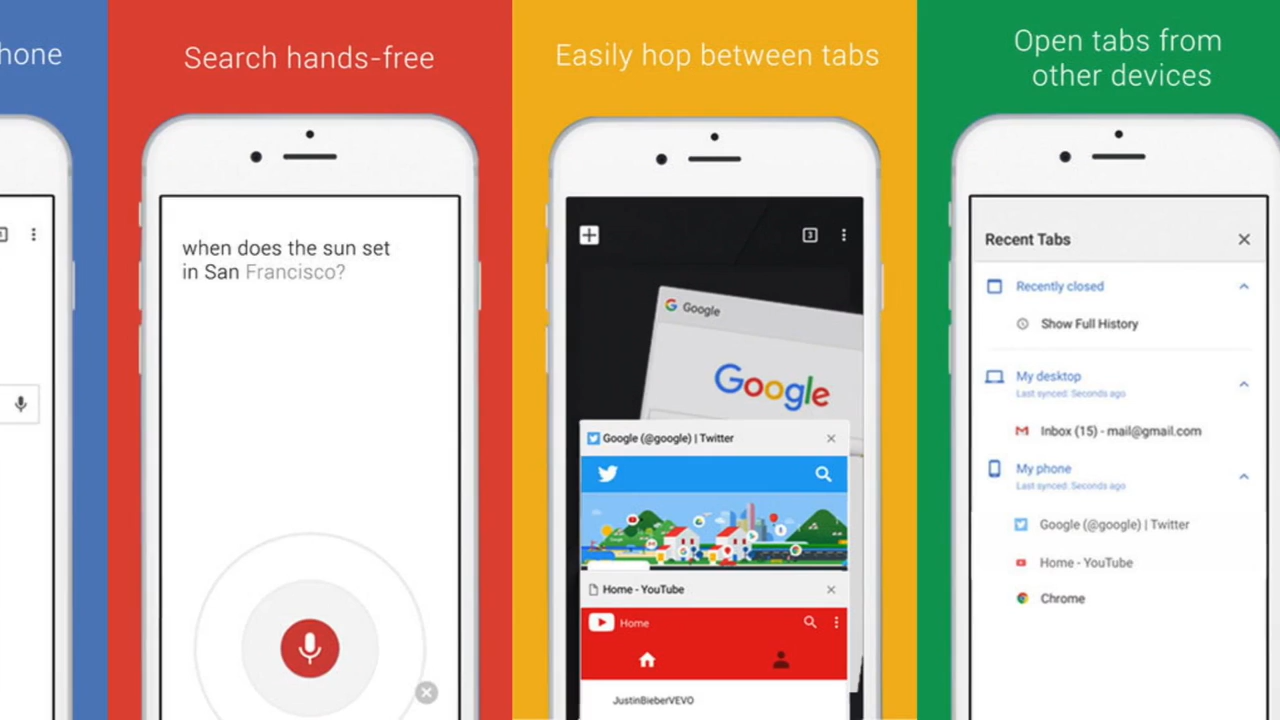 hone
Search hands-free
when does the sun set
in San Francisco?
Easily hop between tabs
3
Google
Google
Google (@google) | Twitter
Home - YouTube
Home
JustinBieberVEVO
Open tabs from
other devices
Recent Tabs
Recently closed
Show Full History
My desktop
Last synced: Seconds ago
Inbox (15) - mail@gmail.com
My phone
Last synced: Seconds ago
Google (@google) | Twitter
Home - YouTube
Chrome